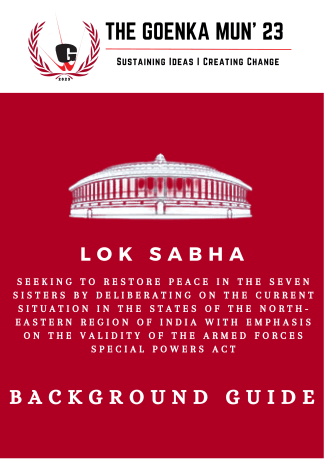 THE GOENKA MUN' 23
SUSTAINING IDEAS | CREATING CHANGE
G
2023
LOK SABHA
SEEKING TO RESTORE PEACE IN THE SEVEN
SISTERS BY DELIBERATING ON THE CURRENT
SITUATION IN THE STATES OF THE NORTH-
EASTERN REGION OF INDIA WITH EMPHASIS
ON THE VALIDITY OF THE ARMED FORCES
SPECIAL POWERS ACT
BACKGROUND GUIDE